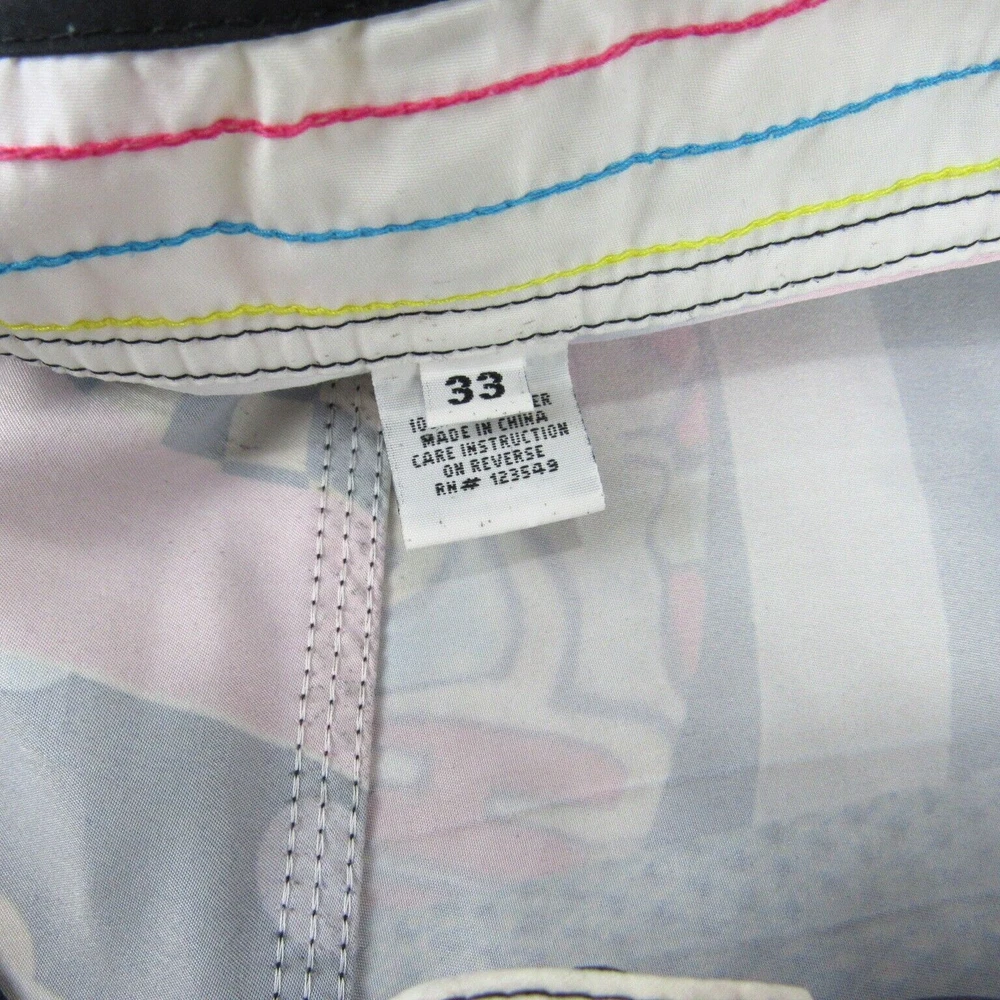 33
MADE IN CHINA
CARE INSTRUCTION
ON REVERSE
RN# 123549